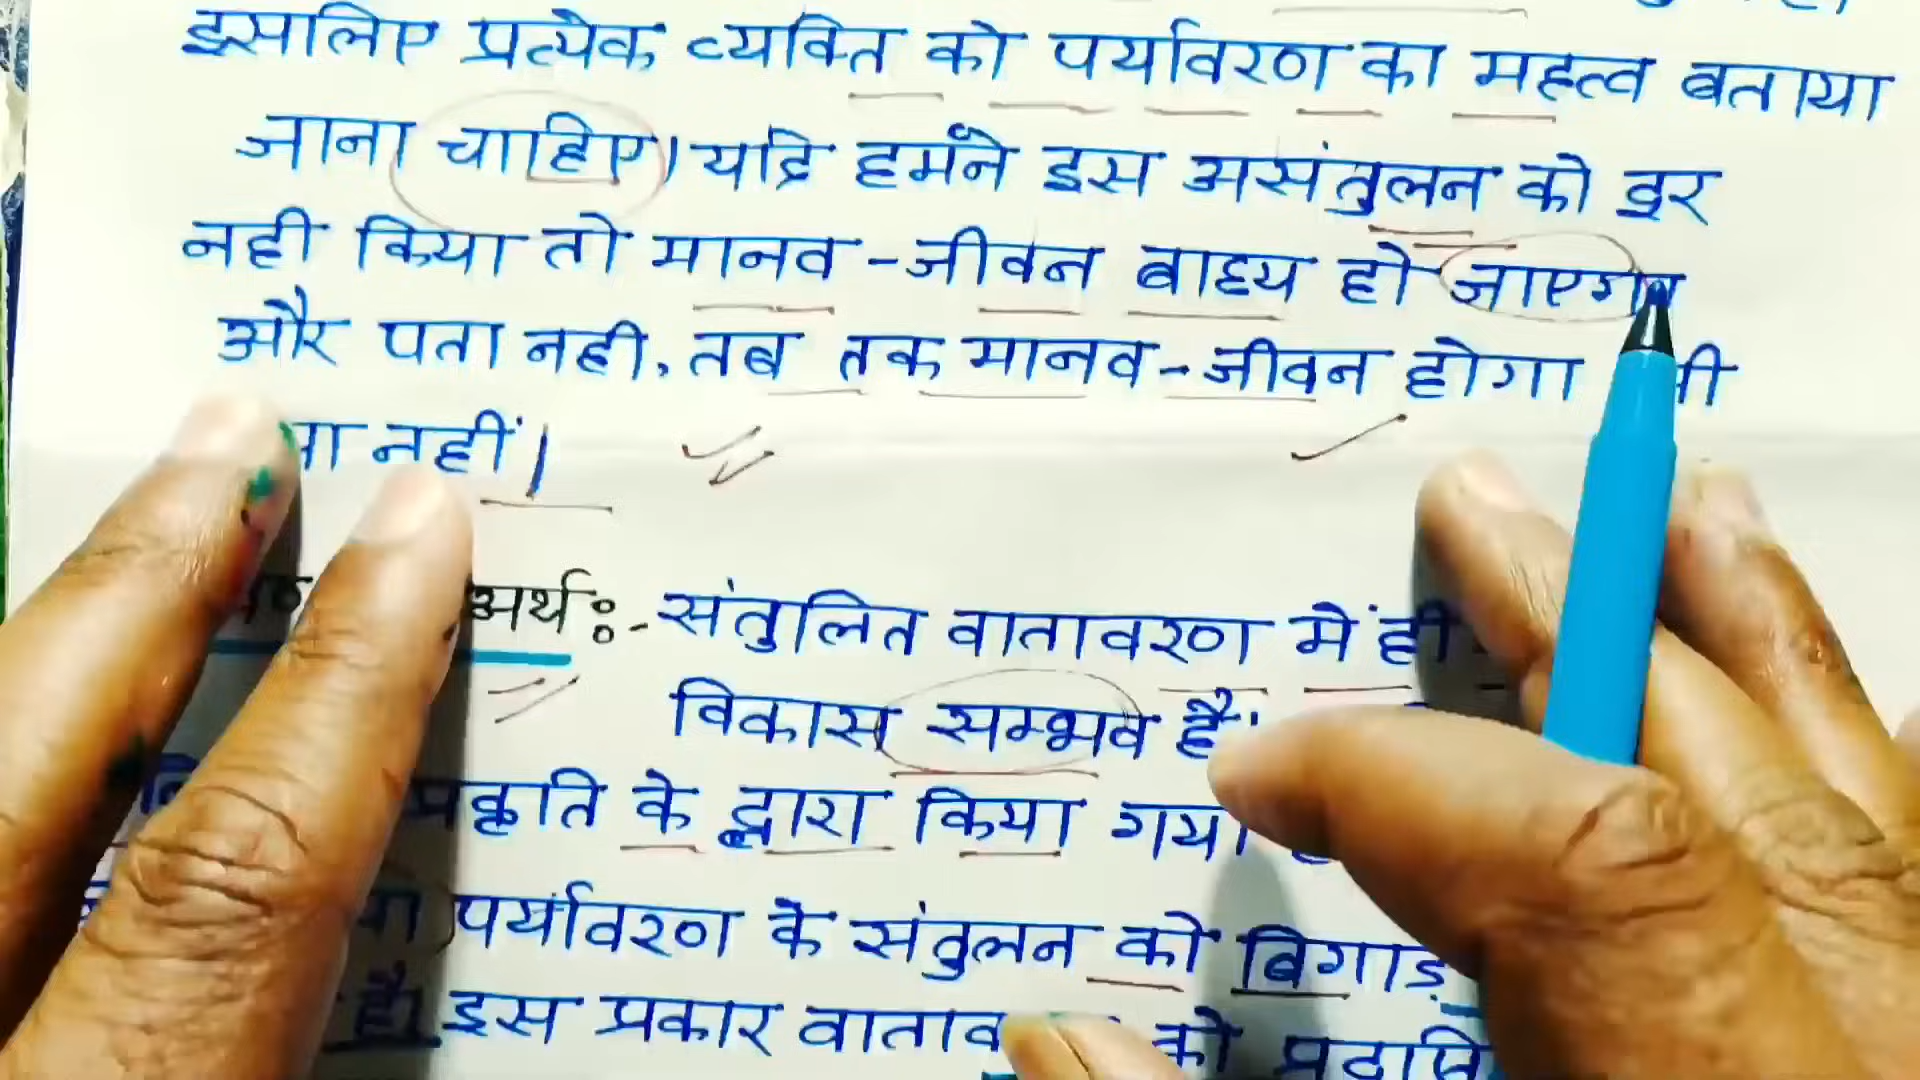 इसलिए प्रत्येक व्यक्ति को पर्यावरण का महत्व बताया
जाना चाहिए। यदि हमने इस असंतुलन को डर
नही किया तो मानव-जीवन बाह्य हो जाएगा
और पता नही, तब तक मानव-जीवन होगा भी
या नहीं।
अर्थ:- संतुलित वातावरण में ही
विकास सम्भव है।
प्रकृति के द्वारा किया गया
पर्यावरण के संतुलन को बिगाड़
है। इस प्रकार को